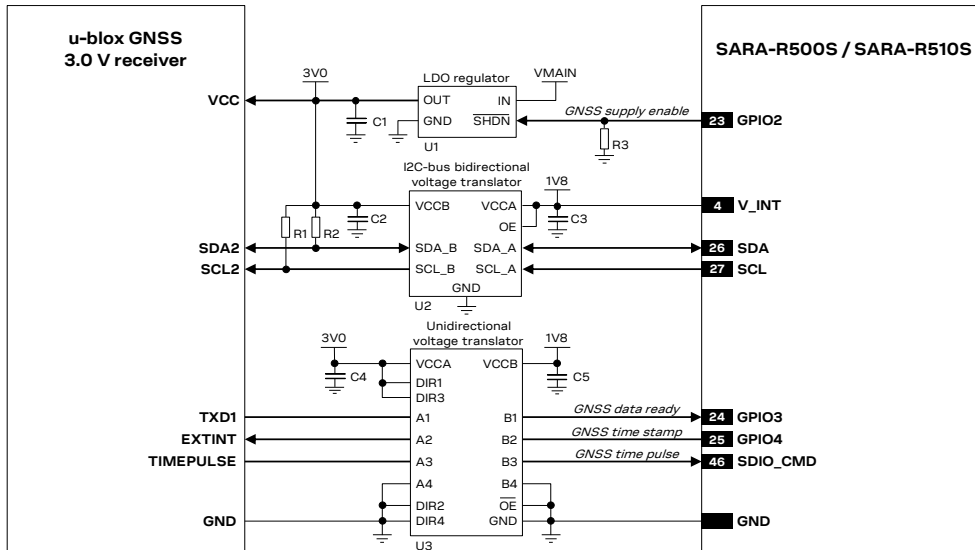 u-blox GNSS
3.0 V receiver
SARA-R500S / SARA-R510S
3V0
LDO regulator
VMAIN
VCC
OUT
IN
GNSS supply enable
C1
GND
SHDN
23
GPIO2
U1
R3
I2C-bus bidirectional
voltage translator
1V8
VCCB
VCCA
4
V_INT
C2
C3
R1
R2
OE
SDA2
SDA_B
SDA_A
26
SDA
SCL2
SCL_B
SCL_A
27
SCL
GND
U2
Unidirectional
voltage translator
3V0
1V8
VCCA
VCCB
C4
C5
DIR1
DIR3
TXD1
A1
B1
GNSS data ready
24
GPIO3
EXTINT
A2
B2
GNSS time stamp
25
GPIO4
TIMEPULSE
A3
B3
GNSS time pulse
46
SDIO_CMD
A4
B4
DIR2
OE
GND
DIR4
GND
GND
U3